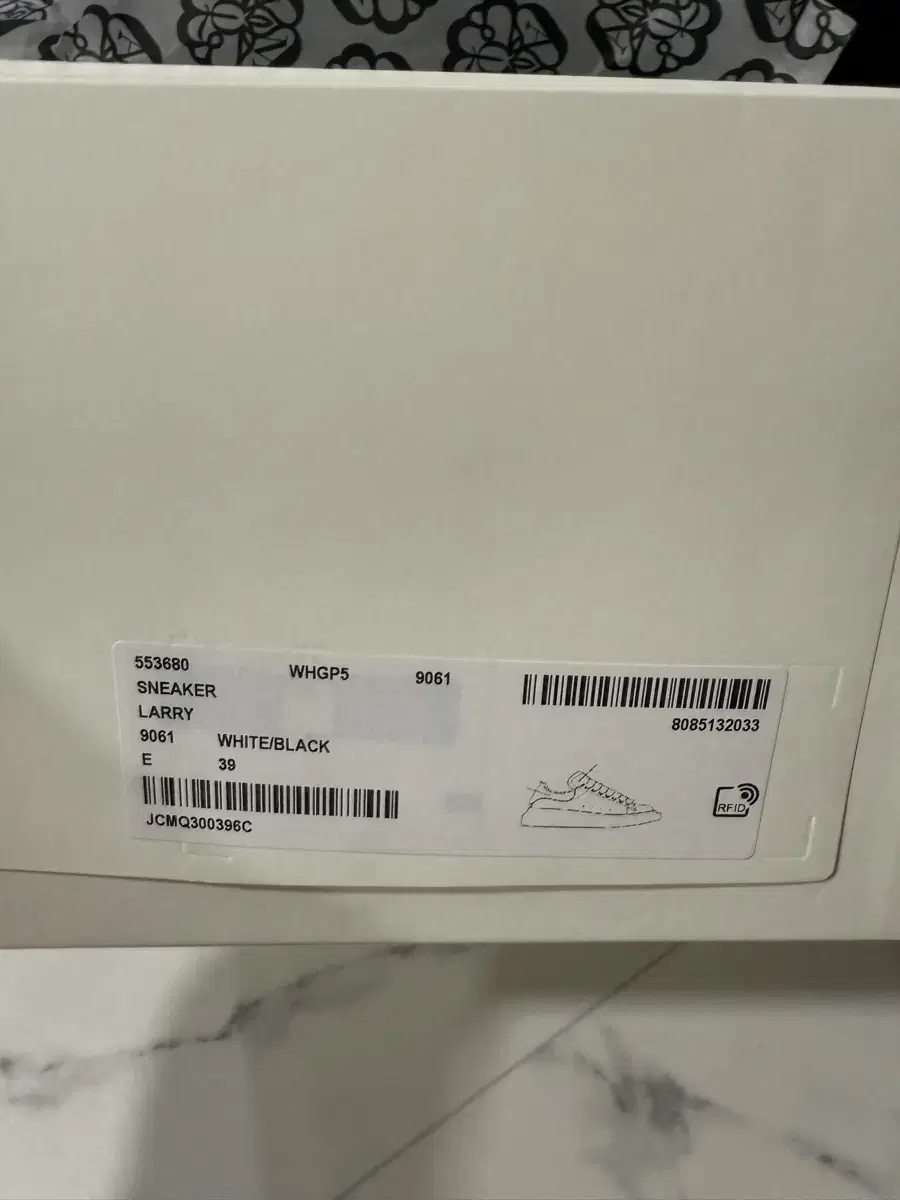 553680 WHGP5 9061
SNEAKER
LARRY
9061 WHITE/BLACK
E 39
JCMQ300396C
8085132033
RFID